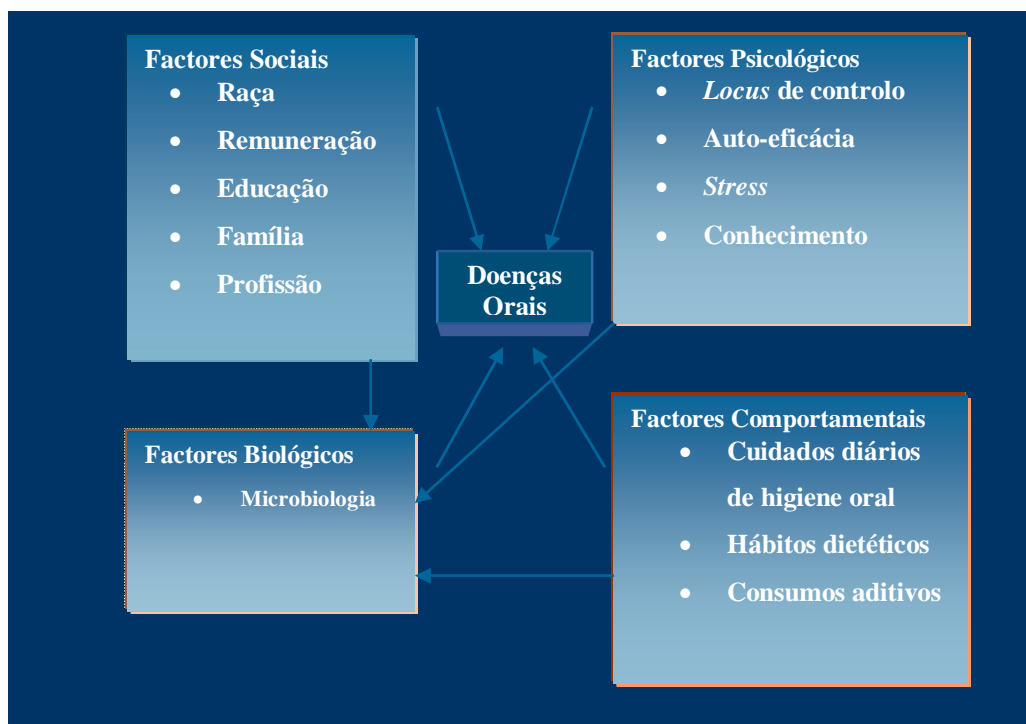 Factores Sociais
• Raça
• Remuneração
• Educação
• Família
• Profissão
Factores Psicológicos
• Locus de controlo
• Auto-eficácia
• Stress
• Conhecimento
Doenças
Orais
Factores Biológicos
• Microbiologia
Factores Comportamentais
• Cuidados diários
de higiene oral
• Hábitos dietéticos
• Consumos aditivos